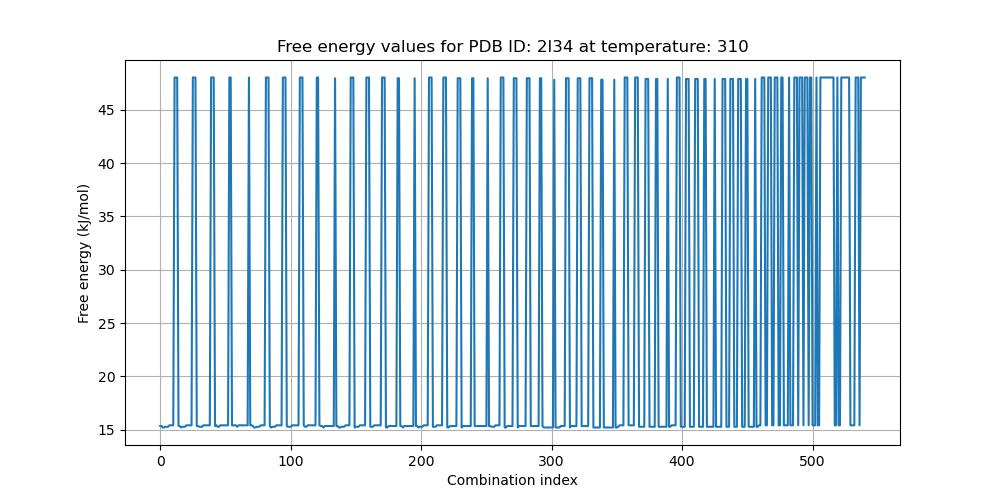 Free energy values for PDB ID: 2I34 at temperature: 310
Free energy (kJ/mol)
45
40
35
30
25
20
15
0 100 200 300 400 500
Combination index